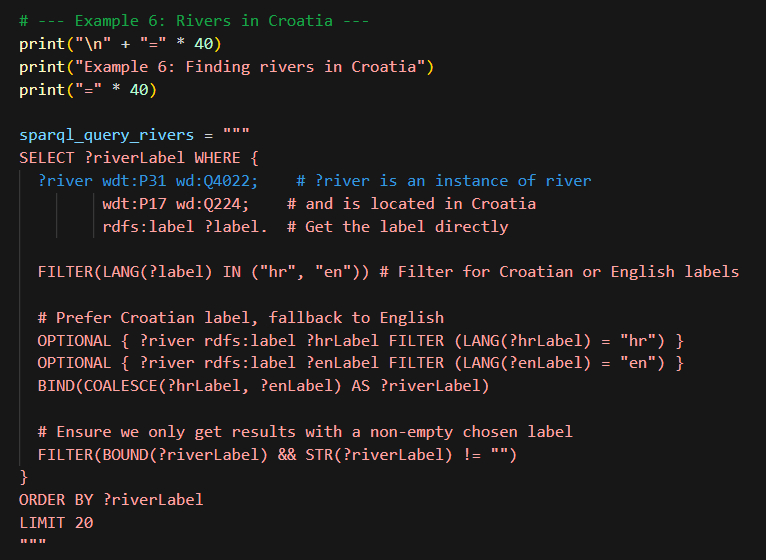 # --- Example 6: Rivers in Croatia ---
print("\n" + "=" * 40)
print("Example 6: Finding rivers in Croatia")
print("=" * 40)

sparql_query_rivers = """
SELECT ?riverLabel WHERE {
  ?river wdt:P31 wd:Q4022;    # ?river is an instance of river
         wdt:P17 wd:Q224;    # and is located in Croatia
         rdfs:label ?label.  # Get the label directly

  FILTER(LANG(?label) IN ("hr", "en")) # Filter for Croatian or English labels

  # Prefer Croatian label, fallback to English
  OPTIONAL { ?river rdfs:label ?hrLabel FILTER (LANG(?hrLabel) = "hr") }
  OPTIONAL { ?river rdfs:label ?enLabel FILTER (LANG(?enLabel) = "en") }
  BIND(COALESCE(?hrLabel, ?enLabel) AS ?riverLabel)

  # Ensure we only get results with a non-empty chosen label
  FILTER(BOUND(?riverLabel) && STR(?riverLabel) != "")
}
ORDER BY ?riverLabel
LIMIT 20
"""